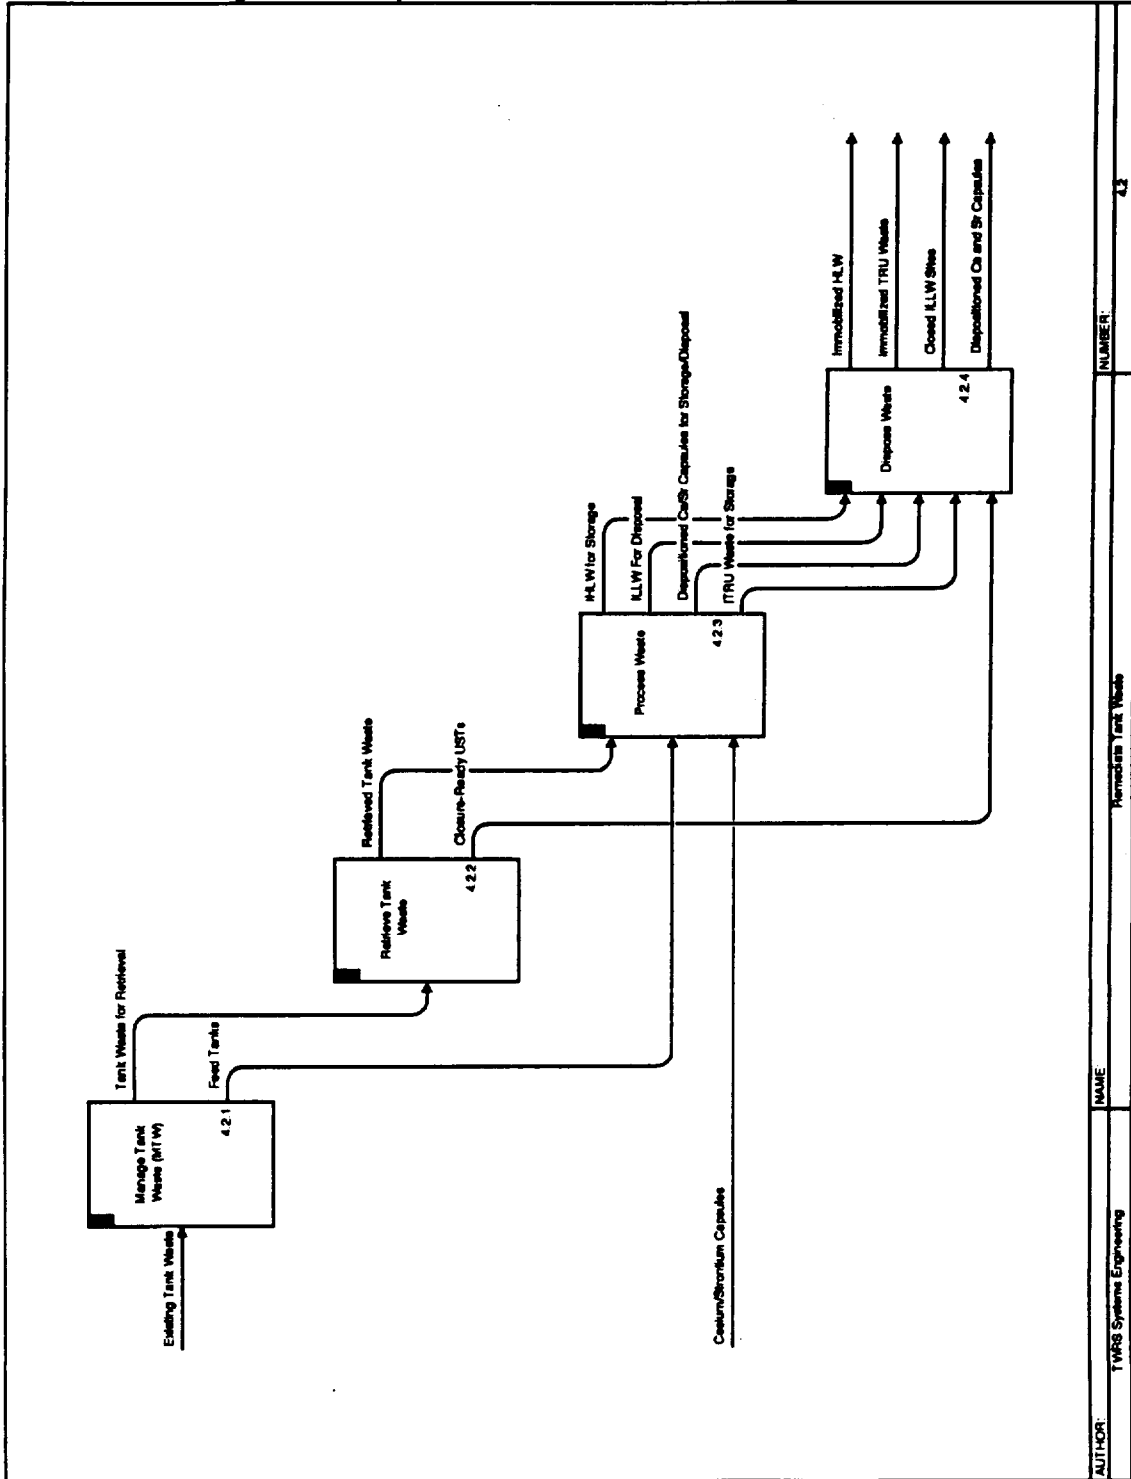 Existing Tank Waste
Manage Tank
Waste (MTW)
4.2.1
Tank Waste for Retrieval
Feed Tanks
Retrieve Tank
Waste
4.2.2
Retrieved Tank Waste
Closure-Ready USTs
Cesium/Strontium Capsules
Process Waste
4.2.3
IHLW for Storage
ILLW For Disposal
Dispositioned Cs/Sr Capsules for Storage/Disposal
ITRU Waste for Storage
Dispose Waste
4.2.4
Immobilized HLW
Immobilized TRU Waste
Closed ILLW Sites
Dispositioned Cs and Sr Capsules
AUTHOR:
TWRS Systems Engineering
NAME:
Remediate Tank Waste
NUMBER:
4.2